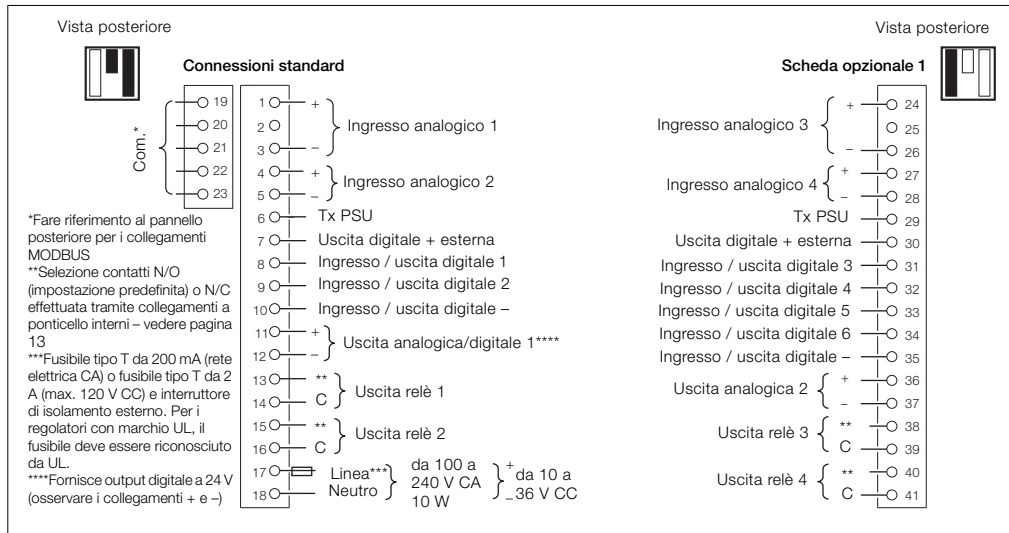 Vista posteriore
Connessioni standard
19
20
21
22
23
Com.*
1 + 
2
3 –
Ingresso analogico 1
4 +
5 –
Ingresso analogico 2
6 Tx PSU
7 Uscita digitale + esterna
8 Ingresso / uscita digitale 1
9 Ingresso / uscita digitale 2
10 Ingresso / uscita digitale –
11 +
12 –
Uscita analogica/digitale 1****
13 **
14 C
Uscita relè 1
15 **
16 C
Uscita relè 2
17 Linea***
18 Neutro
da 100 a
240 V CA
10 W
+ da 10 a
– 36 V CC
*Fare riferimento al pannello
posteriore per i collegamenti
MODBUS
**Selezione contatti N/O
(impostazione predefinita) o N/C
effettuata tramite collegamenti a
ponticello interni – vedere pagina
13
***Fusibile tipo T da 200 mA (rete
elettrica CA) o fusibile tipo T da 2
A (max. 120 V CC) e interruttore
di isolamento esterno. Per i
regolatori con marchio UL, il
fusibile deve essere riconosciuto
da UL.
****Fornisce output digitale a 24 V
(osservare i collegamenti + e –)
Vista posteriore
Scheda opzionale 1
Ingresso analogico 3
+ 24
25
– 26
Ingresso analogico 4
+ 27
– 28
Tx PSU 29
Uscita digitale + esterna 30
Ingresso / uscita digitale 3 31
Ingresso / uscita digitale 4 32
Ingresso / uscita digitale 5 33
Ingresso / uscita digitale 6 34
Ingresso / uscita digitale – 35
Uscita analogica 2
+ 36
– 37
Uscita relè 3
** 38
C 39
Uscita relè 4
** 40
C 41